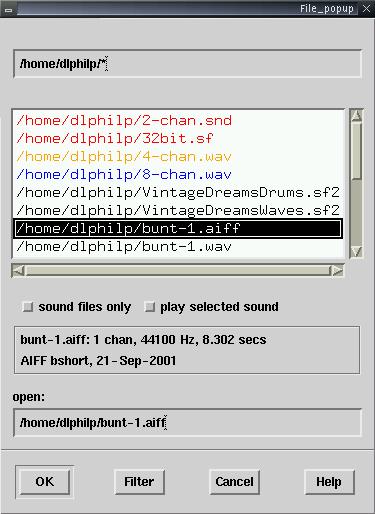 File_popup
/home/dlphilp/*
/home/dlphilp/2-chan.snd
/home/dlphilp/32bit.sf
/home/dlphilp/4-chan.wav
/home/dlphilp/8-chan.wav
/home/dlphilp/VintageDreamsDrums.sf2
/home/dlphilp/VintageDreamsWaves.sf2
/home/dlphilp/bunt-1.aiff
/home/dlphilp/bunt-1.wav
sound files only play selected sound
bunt-1.aiff: 1 chan, 44100 Hz, 8.302 secs
AIFF bshort, 21-Sep-2001
open:
/home/dlphilp/bunt-1.aiff
OK Filter Cancel Help